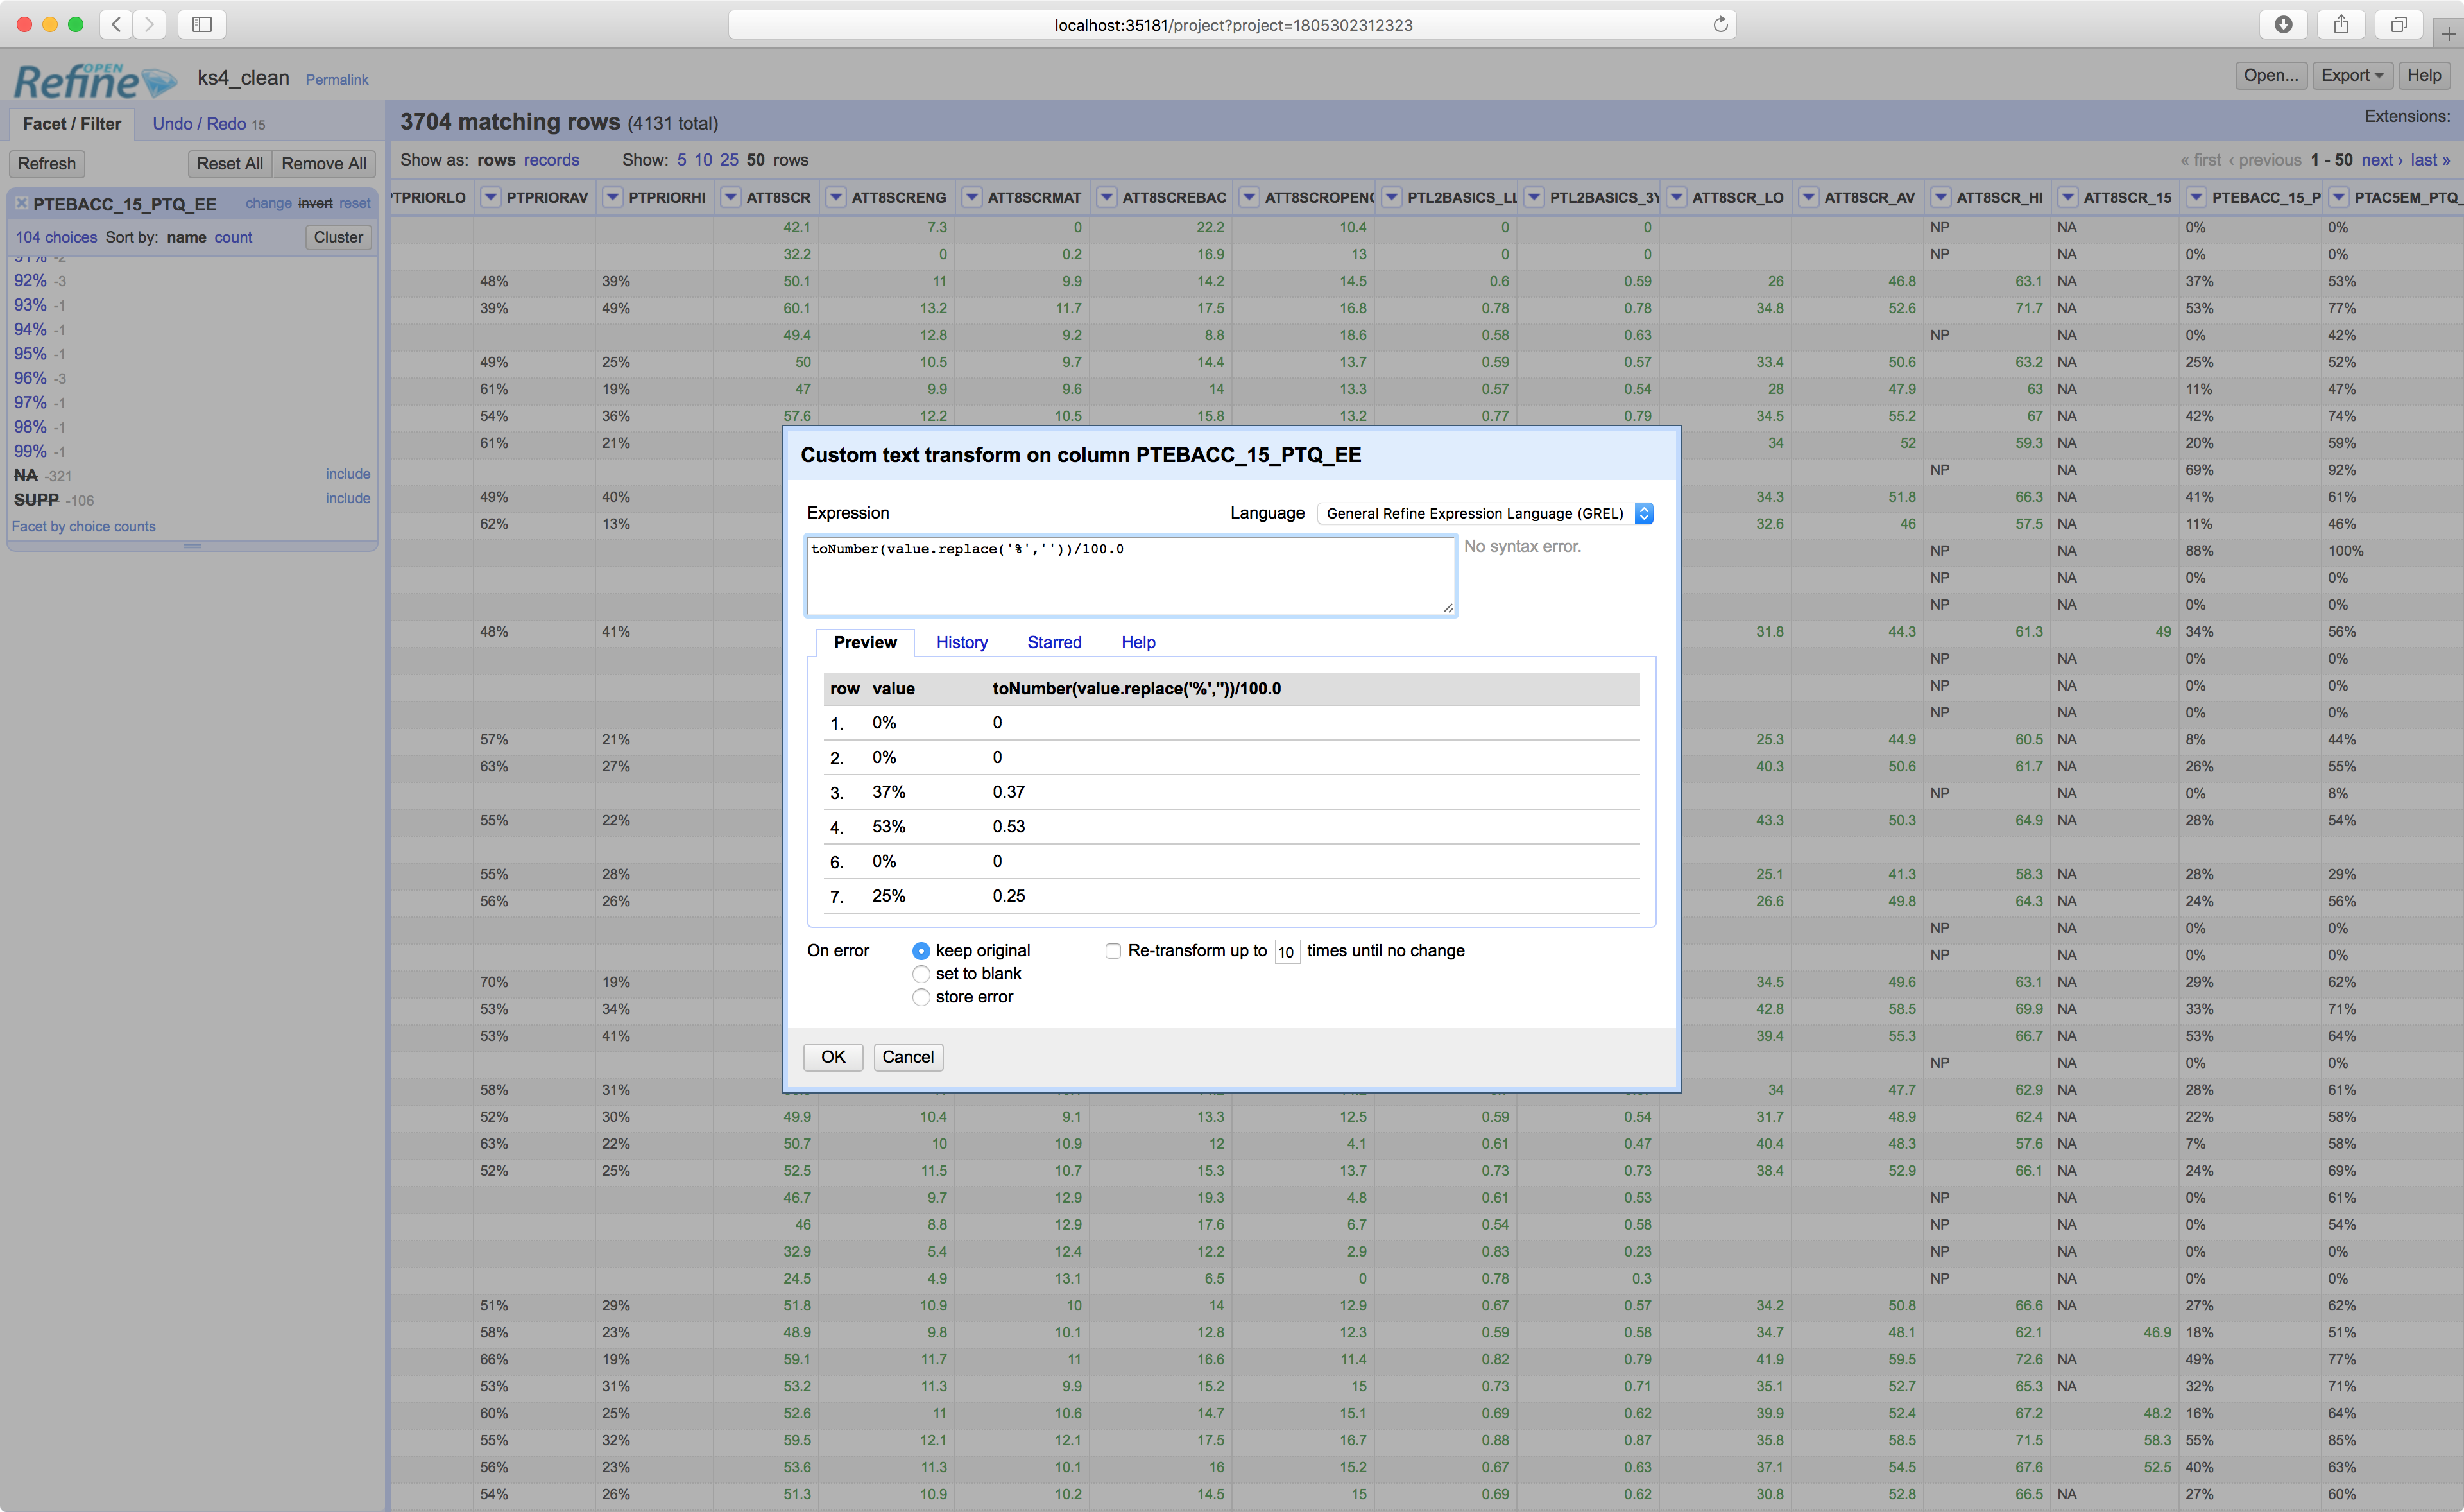 localhost:35181/project?project=1805302312323
OPEN Refine ks4_clean Permalink
Open... Export Help
Facet / Filter Undo / Redo 15
Refresh Reset All Remove All
PTEBACC_15_PTQ_EE change invert reset
104 choices Sort by: name count Cluster
91% -2
92% -3
93% -1
94% -1
95% -1
96% -3
97% -1
98% -1
99% -1
NA -321 include
SUPP -106 include
Facet by choice counts
3704 matching rows (4131 total)
Extensions:
Show as: rows records Show: 5 10 25 50 rows
« first ‹ previous 1 - 50 next › last »
PTPRIORLO PTPRIORAV PTPRIORHI ATT8SCR ATT8SCRENG ATT8SCRMAT ATT8SCREBAC ATT8SCROPENG PTL2BASICS_LL PTL2BASICS_3Y ATT8SCR_LO ATT8SCR_AV ATT8SCR_HI ATT8SCR_15 PTEBACC_15_P PTAC5EM_PTQ_
42.1 7.3 0 22.2 10.4 0 0 NP NA 0% 0%
32.2 0 0.2 16.9 13 0 0 NP NA 0% 0%
48% 39% 50.1 11 9.9 14.2 14.5 0.6 0.59 26 46.8 63.1 NA 37% 53%
39% 49% 60.1 13.2 11.7 17.5 16.8 0.78 0.78 34.8 52.6 71.7 NA 53% 77%
49.4 12.8 9.2 8.8 18.6 0.58 0.63 NP NA 0% 42%
49% 25% 50 10.5 9.7 14.4 13.7 0.59 0.57 33.4 50.6 63.2 NA 25% 52%
61% 19% 47 9.9 9.6 14 13.3 0.57 0.54 28 47.9 63 NA 11% 47%
54% 36% 57.6 12.2 10.5 15.8 13.2 0.77 0.79 34.5 55.2 67 NA 42% 74%
61% 21% 34 52 59.3 NA 20% 59%
NP NA 69% 92%
49% 40% 34.3 51.8 66.3 NA 41% 61%
62% 13% 32.6 46 57.5 NA 11% 46%
NP NA 88% 100%
NP NA 0% 0%
NP NA 0% 0%
48% 41% 31.8 44.3 61.3 49 34% 56%
NP NA 0% 0%
NP NA 0% 0%
NP NA 0% 0%
57% 21% 25.3 44.9 60.5 NA 8% 44%
63% 27% 40.3 50.6 61.7 NA 26% 55%
NP NA 0% 8%
55% 22% 43.3 50.3 64.9 NA 28% 54%
55% 28% 25.1 41.3 58.3 NA 28% 29%
56% 26% 26.6 49.8 64.3 NA 24% 56%
NP NA 0% 0%
NP NA 0% 0%
70% 19% 34.5 49.6 63.1 NA 29% 62%
53% 34% 42.8 58.5 69.9 NA 33% 71%
53% 41% 39.4 55.3 66.7 NA 53% 64%
NP NA 0% 0%
58% 31% 34 47.7 62.9 NA 28% 61%
52% 30% 49.9 10.4 9.1 13.3 12.5 0.59 0.54 31.7 48.9 62.4 NA 22% 58%
63% 22% 50.7 10 10.9 12 4.1 0.61 0.47 40.4 48.3 57.6 NA 7% 58%
52% 25% 52.5 11.5 10.7 15.3 13.7 0.73 0.73 38.4 52.9 66.1 NA 24% 69%
46.7 9.7 12.9 19.3 4.8 0.61 0.53 NP NA 0% 61%
46 8.8 12.9 17.6 6.7 0.54 0.58 NP NA 0% 54%
32.9 5.4 12.4 12.2 2.9 0.83 0.23 NP NA 0% 0%
24.5 4.9 13.1 6.5 0 0.78 0.3 NP NA 0% 0%
51% 29% 51.8 10.9 10 14 12.9 0.67 0.57 34.2 50.8 66.6 NA 27% 62%
58% 23% 48.9 9.8 10.1 12.8 12.3 0.59 0.58 34.7 48.1 62.1 46.9 18% 51%
66% 19% 59.1 11.7 11 16.6 11.4 0.82 0.79 41.9 59.5 72.6 NA 49% 77%
53% 31% 53.2 11.3 9.9 15.2 15 0.73 0.71 35.1 52.7 65.3 NA 32% 71%
60% 25% 52.6 11 10.6 14.7 15.1 0.69 0.62 39.9 52.4 67.2 48.2 16% 64%
55% 32% 59.5 12.1 12.1 17.5 16.7 0.88 0.87 35.8 58.5 71.5 58.3 55% 85%
56% 23% 53.6 11.3 10.1 16 15.2 0.67 0.63 37.1 54.5 67.6 52.5 40% 63%
54% 26% 51.3 10.9 10.2 14.5 15 0.69 0.62 30.8 52.8 66.5 NA 27% 60%
Custom text transform on column PTEBACC_15_PTQ_EE
Expression Language General Refine Expression Language (GREL)
toNumber(value.replace('%',''))/100.0
No syntax error.
Preview History Starred Help
row value toNumber(value.replace('%',''))/100.0
1. 0% 0
2. 0% 0
3. 37% 0.37
4. 53% 0.53
6. 0% 0
7. 25% 0.25
On error keep original Re-transform up to 10 times until no change
set to blank
store error
OK Cancel